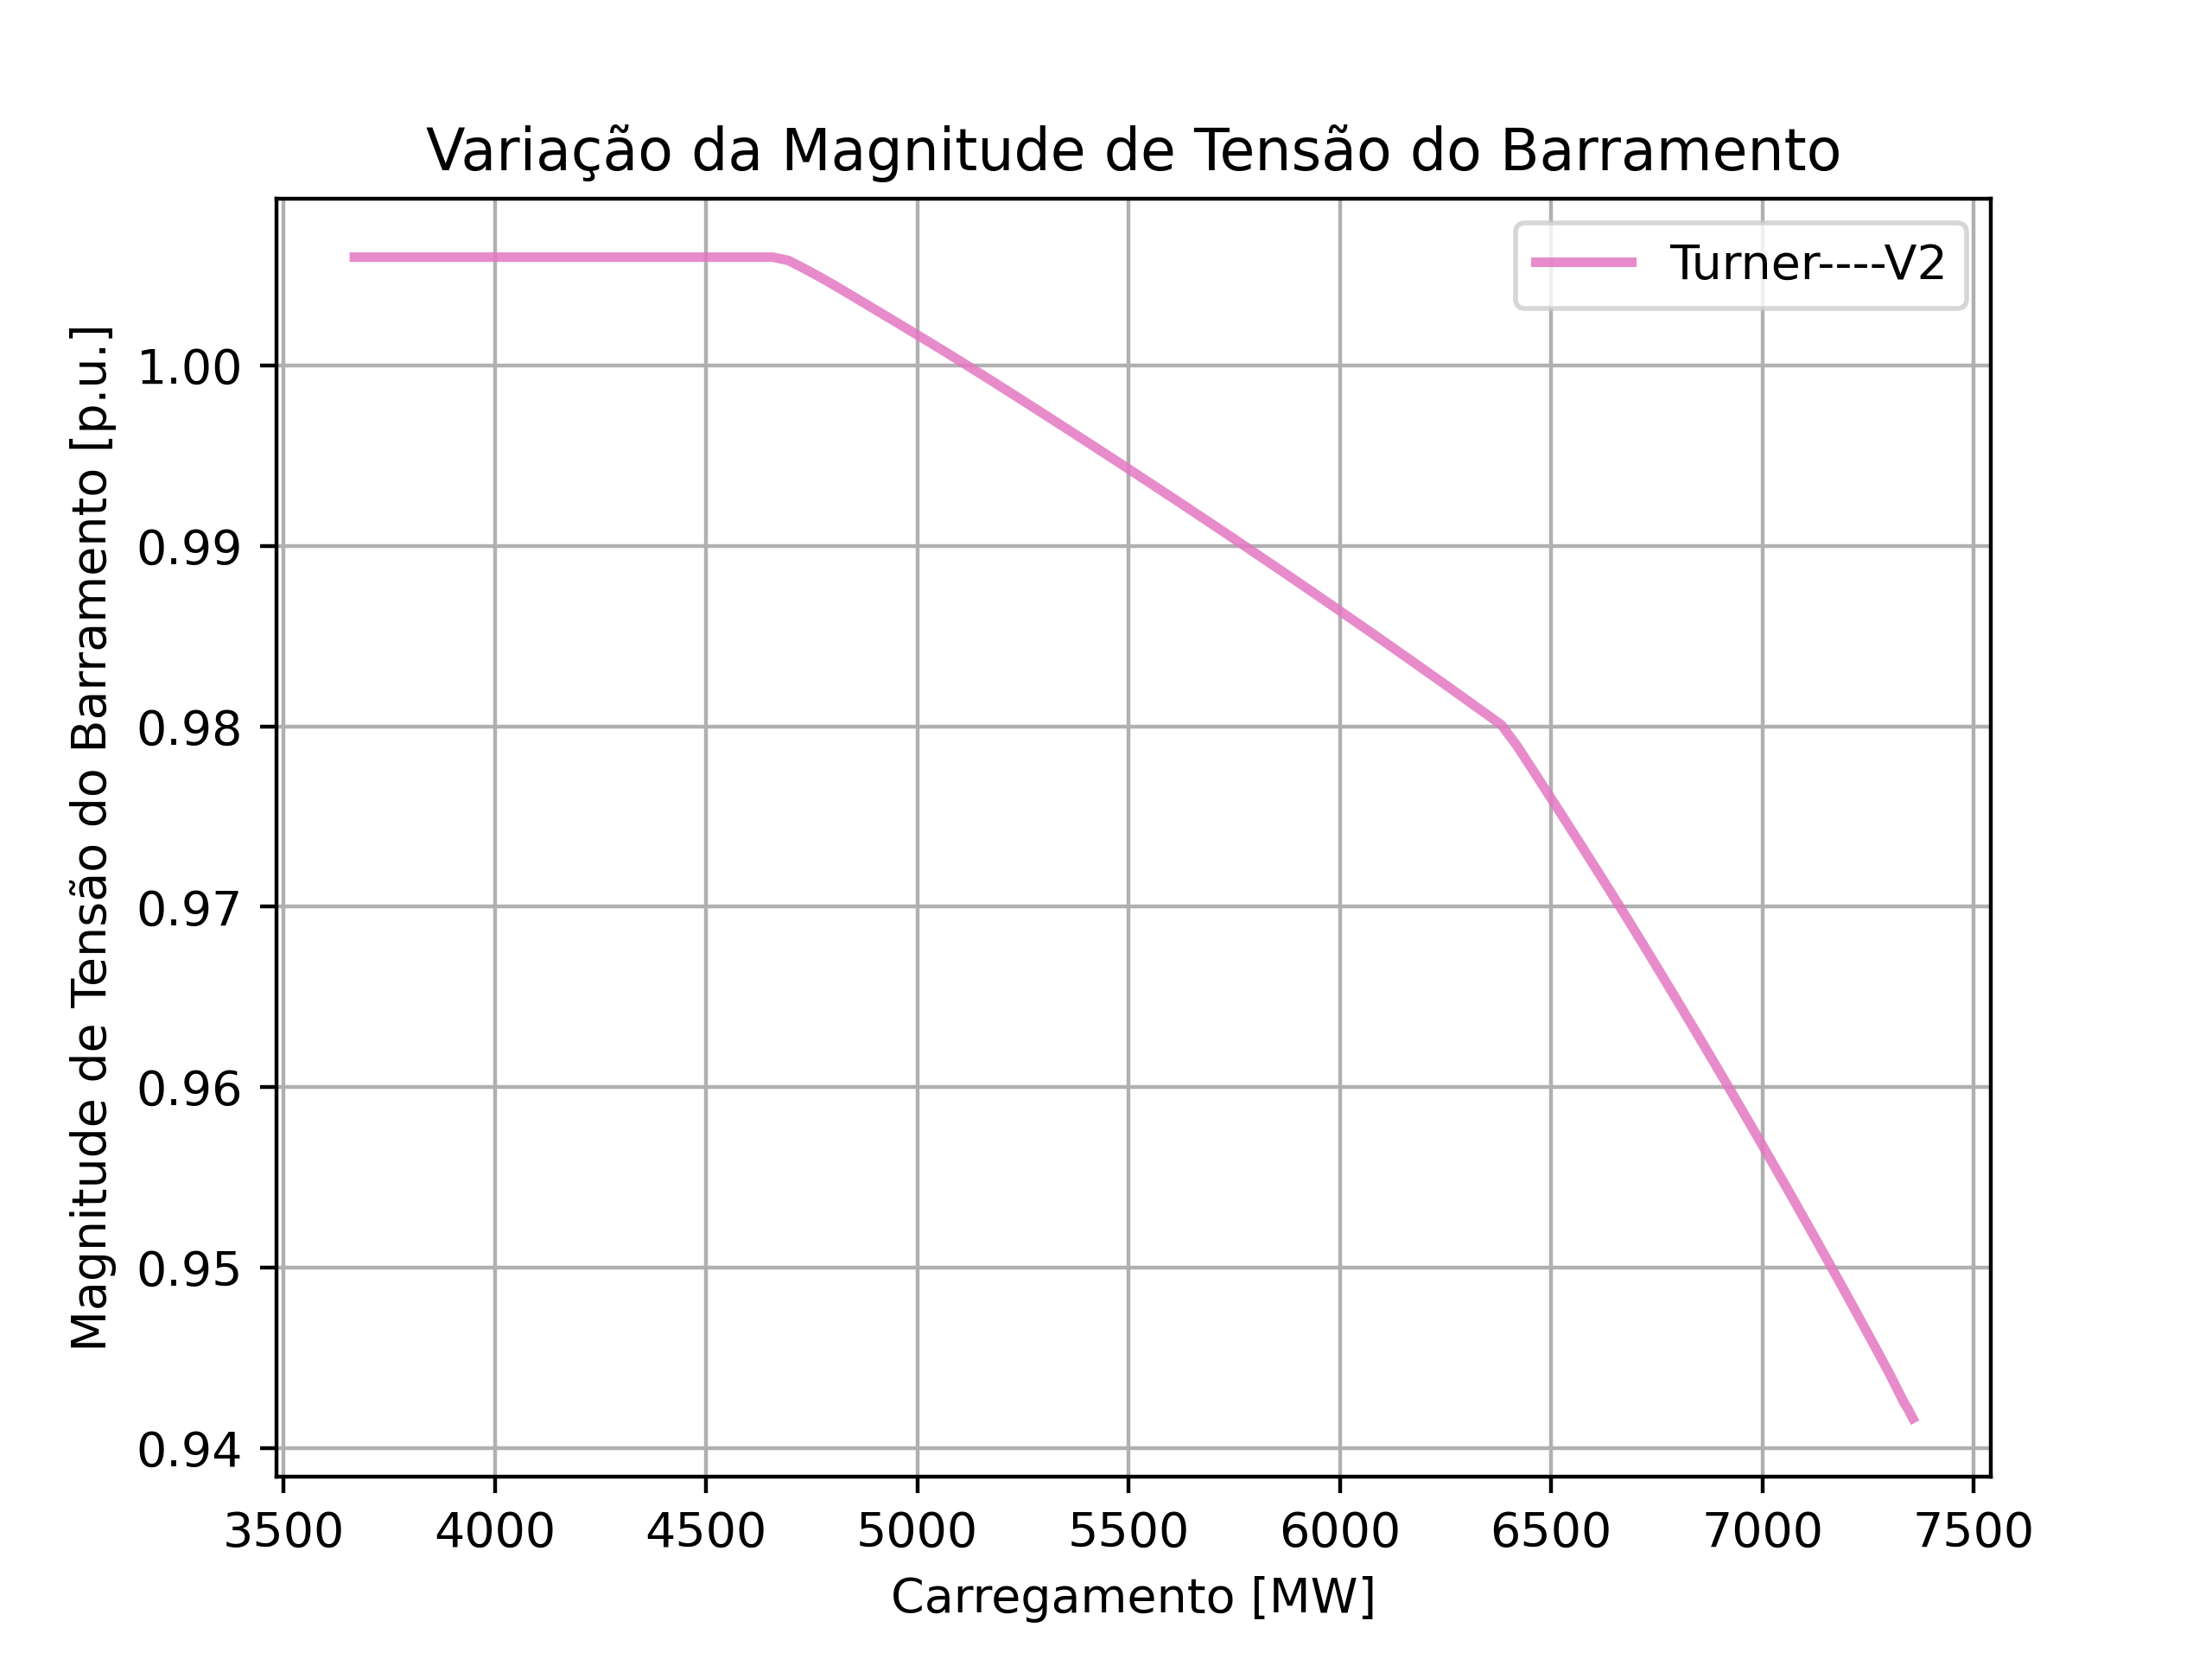 Variação da Magnitude de Tensão do Barramento
Turner----V2
Magnitude de Tensão do Barramento [p.u.]
1.00
0.99
0.98
0.97
0.96
0.95
0.94
3500 4000 4500 5000 5500 6000 6500 7000 7500
Carregamento [MW]